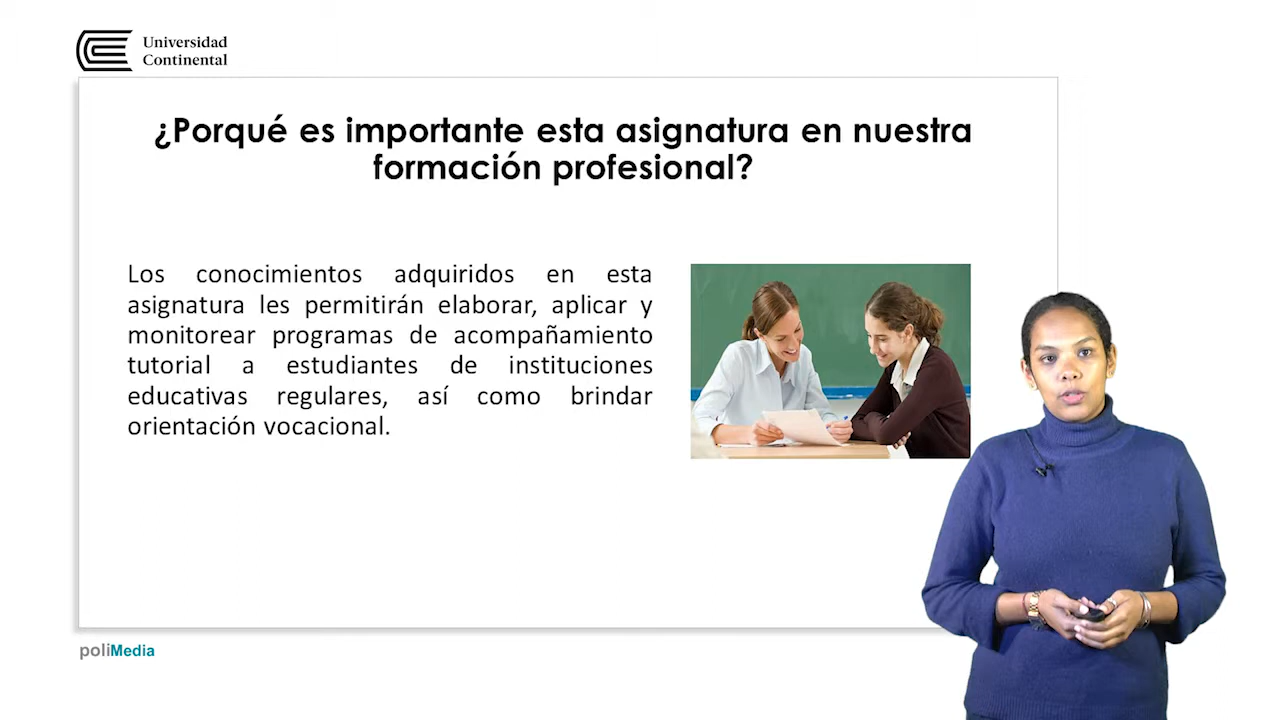 Universidad
Continental
¿Porqué es importante esta asignatura en nuestra
formación profesional?
Los conocimientos adquiridos en esta
asignatura les permitirán elaborar, aplicar y
monitorear programas de acompañamiento
tutorial a estudiantes de instituciones
educativas regulares, así como brindar
orientación vocacional.
poliMedia